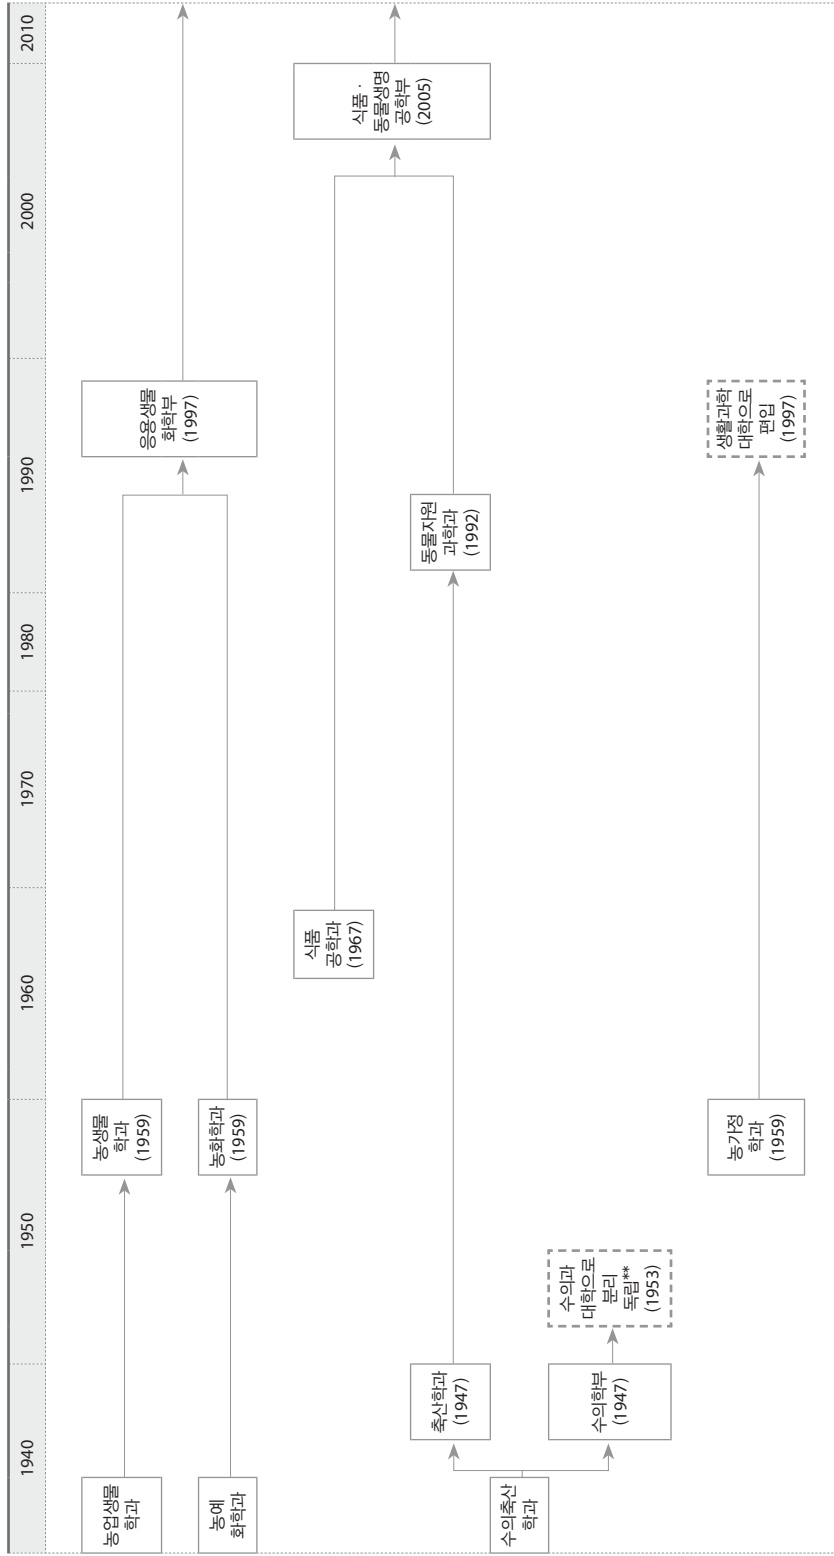 1940
1950
1960
1970
1980
1990
2000
2010
농업생물
학과
농생물
학과
(1959)
응용생물
화학부
(1997)
농예
화학과
농화학과
(1959)
식품
공학과
(1967)
식품 ·
동물생명
공학부
(2005)
수의축산
학과
축산학과
(1947)
동물자원
과학과
(1992)
수의학부
(1947)
수의과
대학으로
분리
독립**
(1953)
농가정
학과
(1959)
생활과학
대학으로
편입
(1997)